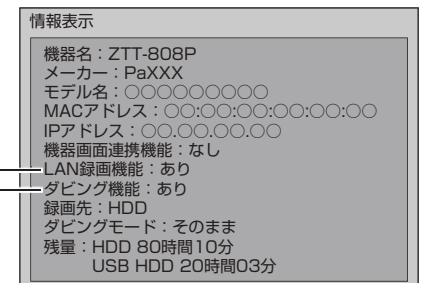 情報表示
機器名：ZTT-808P
メーカー：PaXXX
モデル名：○○○○○○○○○
MACアドレス：○○:○○:○○:○○:○○:○○
IPアドレス：○○.○○.○○.○○
機器画面連携機能：なし
LAN録画機能：あり
ダビング機能：あり
録画先：HDD
ダビングモード：そのまま
残量：HDD 80時間10分
USB HDD 20時間03分